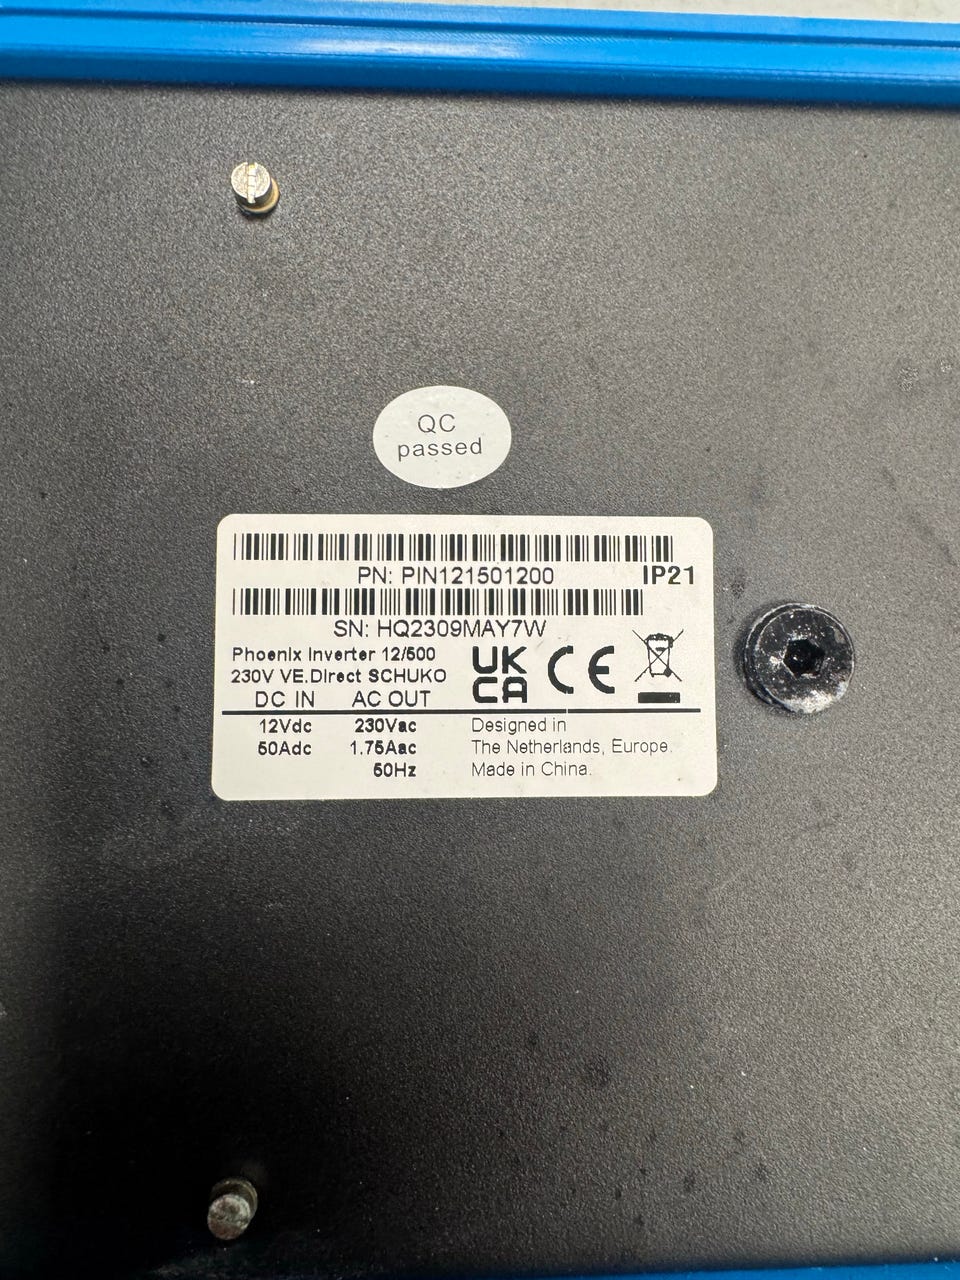 QC
passed
PN: PIN121501200
IP21
SN: HQ2309MAY7W
Phoenix Inverter 12/500
230V VE.Direct SCHUKO
UK
CA
CE
DC IN AC OUT
12Vdc 230Vac
50Adc 1.75Aac
50Hz
Designed in
The Netherlands, Europe.
Made in China.